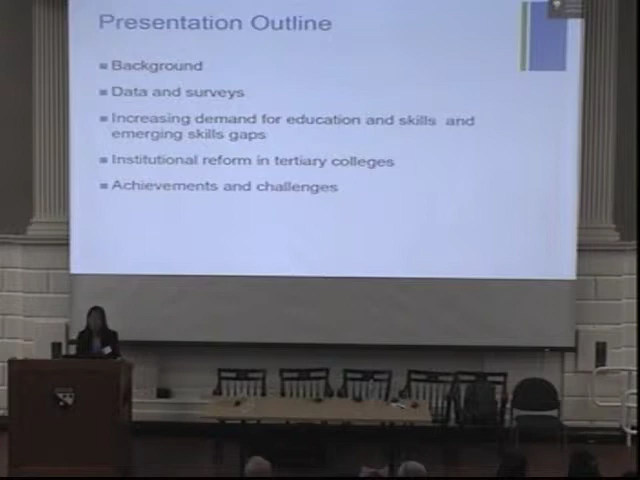 Presentation Outline
Background
Data and surveys
Increasing demand for education and skills and
emerging skills gaps
Institutional reform in tertiary colleges
Achievements and challenges